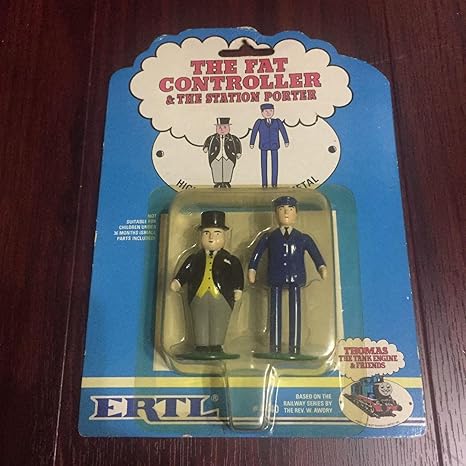 THE FAT
CONTROLLER
& THE STATION PORTER
NOT
SUITABLE FOR
CHILDREN UNDER
36 MONTHS (SMALL
PARTS INCLUDED)
THOMAS
THE TANK ENGINE
& FRIENDS
ERTL
BASED ON THE
RAILWAY SERIES BY
THE REV. W. AWDRY